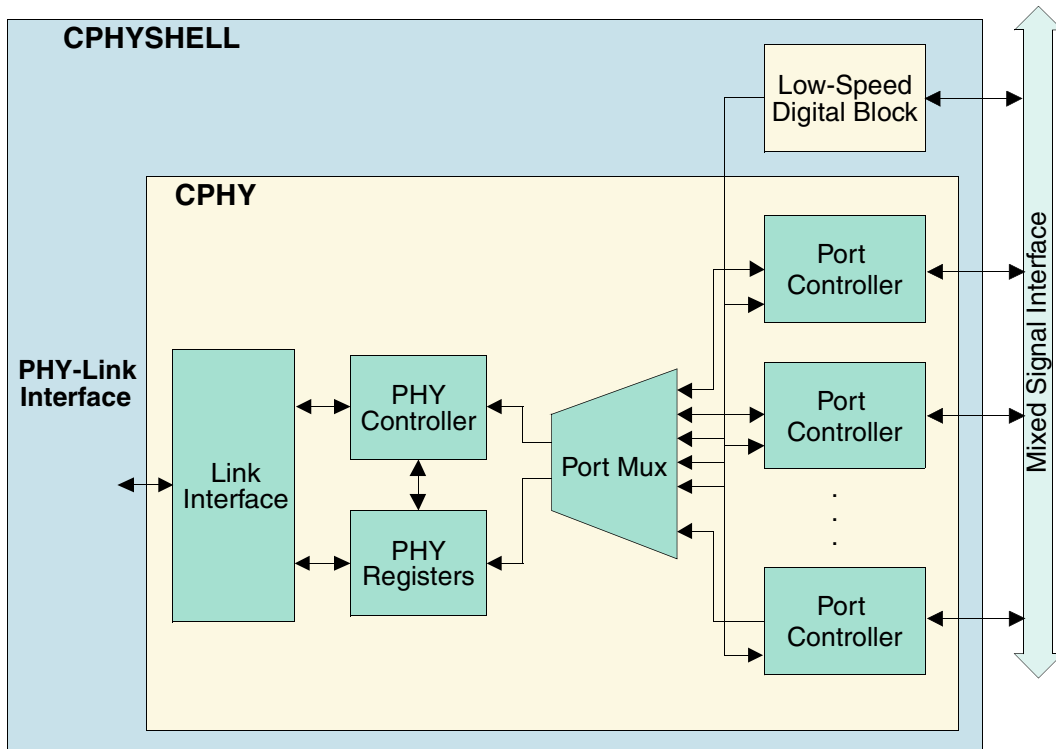 CPHYSHELL
Low-Speed
Digital Block
CPHY
Port
Controller
Mixed Signal Interface
PHY-Link
Interface
PHY
Controller
Port
Controller
Link
Interface
Port Mux
PHY
Registers
.
.
.
Port
Controller